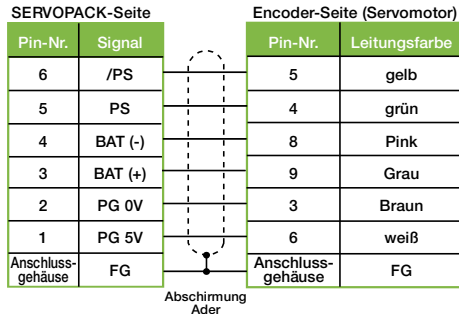 SERVOPACK-Seite Encoder-Seite (Servomotor)
Pin-Nr. Signal Pin-Nr. Leitungsfarbe
6 /PS 5 gelb
5 PS 4 grün
4 BAT (-) 8 Pink
3 BAT (+) 9 Grau
2 PG 0V 3 Braun
1 PG 5V 6 weiß
Anschluss-
gehäuse FG Anschluss-
gehäuse FG
Abschirmung
Ader